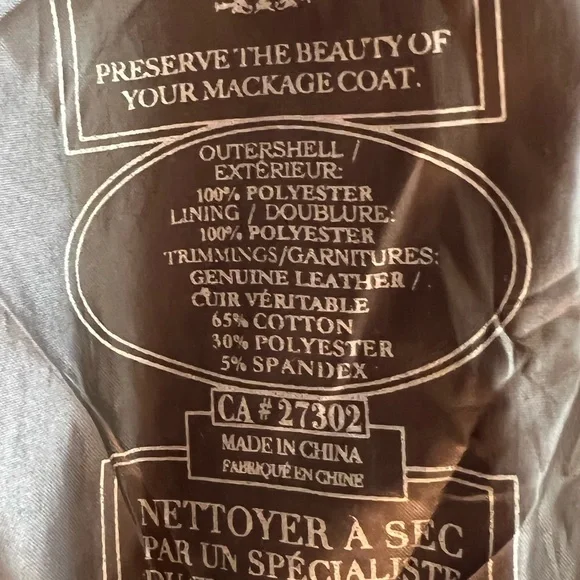 PRESERVE THE BEAUTY OF
YOUR MACKAGE COAT.
OUTERSHELL /
EXTÉRIEUR:
100% POLYESTER
LINING / DOUBLURE:
100% POLYESTER
TRIMMINGS/GARNITURES:
GENUINE LEATHER /
CUIR VÉRITABLE
65% COTTON
30% POLYESTER
5% SPANDEX
CA # 27302
MADE IN CHINA
FABRIQUÉ EN CHINE
NETTOYER À SEC
PAR UN SPÉCIALISTE